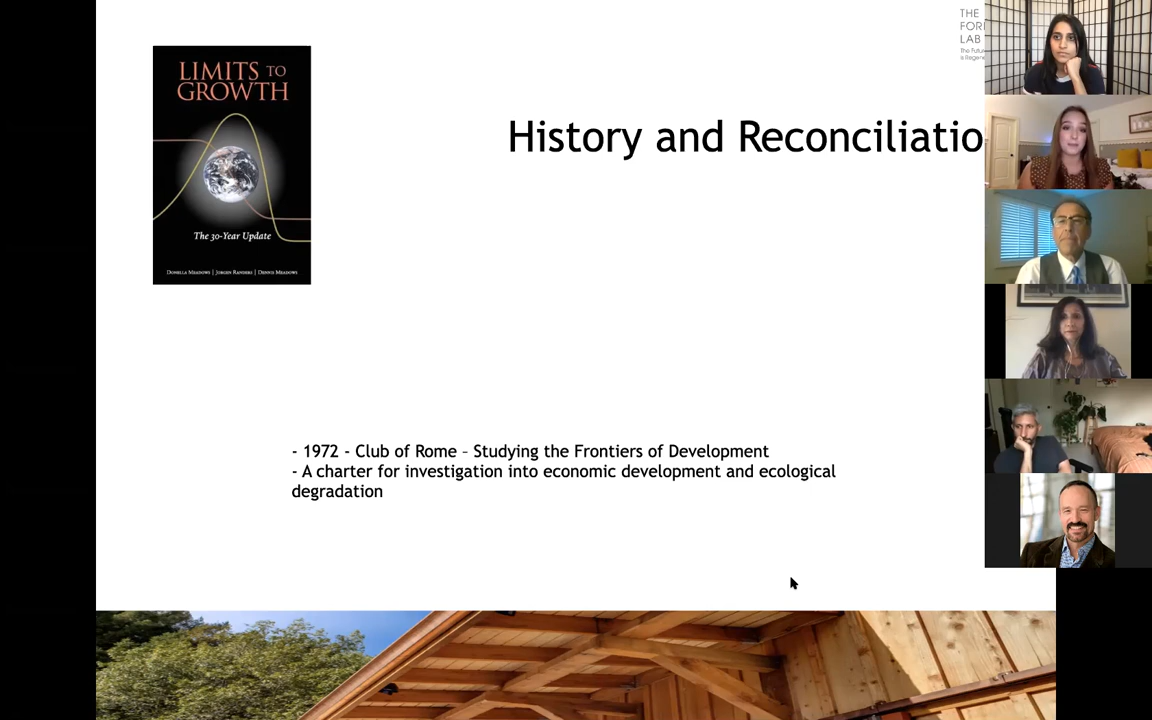 LIMITS TO
GROWTH
The 30-Year Update
DONELLA MEADOWS | JORGEN RANDERS | DENNIS MEADOWS
THE
LAB
is
History and Reconciliatio
- 1972 - Club of Rome – Studying the Frontiers of Development
- A charter for investigation into economic development and ecological
degradation